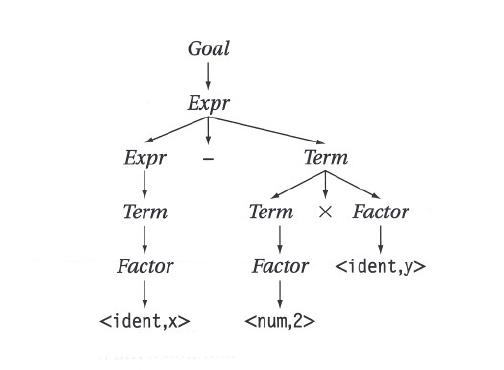 Goal
Expr
Expr – Term
Term Term × Factor
Factor Factor <ident,y>
<ident,x> <num,2>